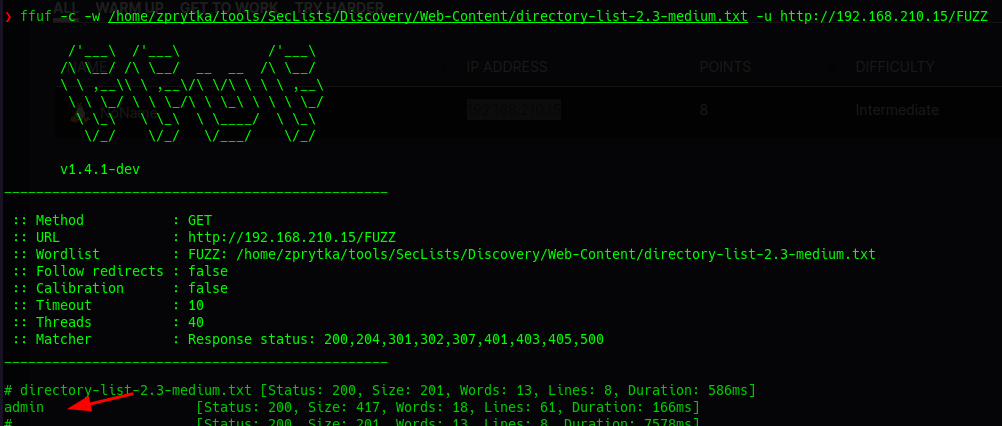 ALL WARM UP GET TO WORK TRY HARDER
❯ ffuf -c -w /home/zprytka/tools/SecLists/Discovery/Web-Content/directory-list-2.3-medium.txt -u http://192.168.210.15/FUZZ
NAME IP ADDRESS POINTS DIFFICULTY
NoName 192.168.210.15 8 Intermediate
v1.4.1-dev
________________________________________________
:: Method : GET
:: URL : http://192.168.210.15/FUZZ
:: Wordlist : FUZZ: /home/zprytka/tools/SecLists/Discovery/Web-Content/directory-list-2.3-medium.txt
:: Follow redirects : false
:: Calibration : false
:: Timeout : 10
:: Threads : 40
:: Matcher : Response status: 200,204,301,302,307,401,403,405,500
________________________________________________
# directory-list-2.3-medium.txt [Status: 200, Size: 201, Words: 13, Lines: 8, Duration: 586ms]
admin [Status: 200, Size: 417, Words: 18, Lines: 61, Duration: 166ms]
# [Status: 200, Size: 201, Words: 13, Lines: 8, Duration: 7578ms]